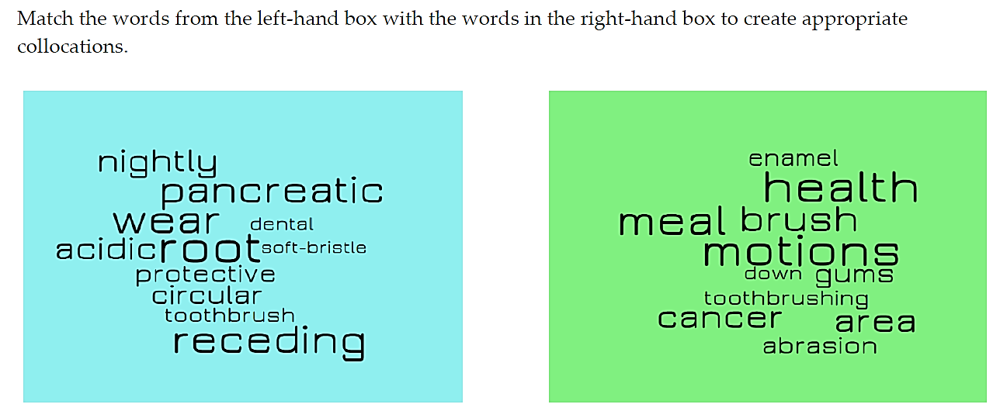 Match the words from the left-hand box with the words in the right-hand box to create appropriate
collocations.
nightly
pancreatic
wear dental
acidic root soft-bristle
protective
circular
toothbrush
receding
enamel
health
meal brush
motions
down gums
toothbrushing
cancer area
abrasion